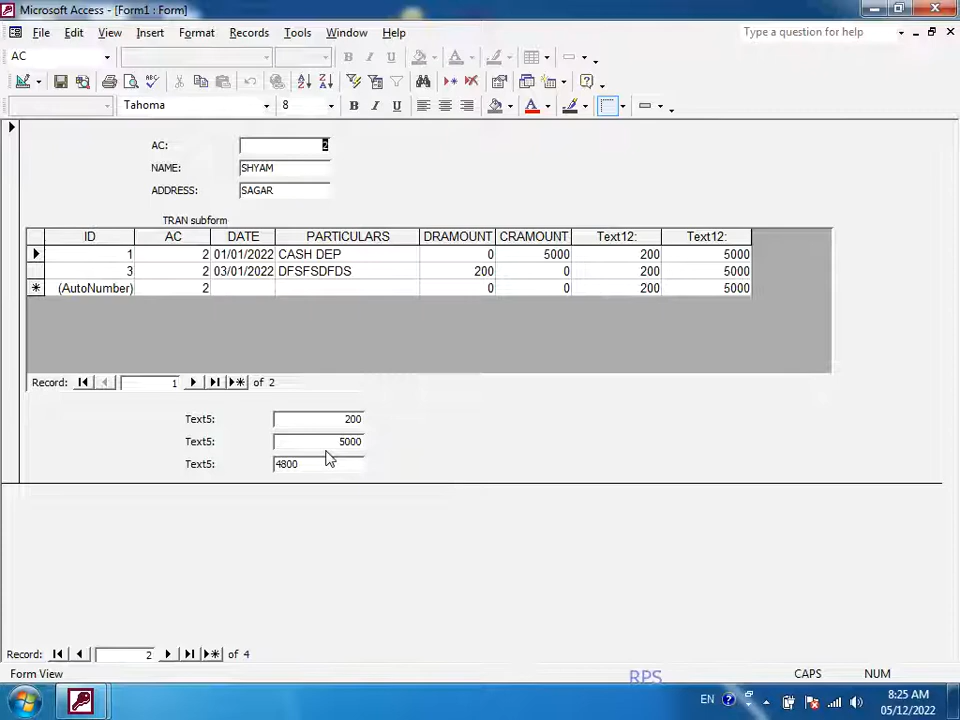 Microsoft Access - [Form1 : Form]
File Edit View Insert Format Records Tools Window Help Type a question for help
AC
Tahoma 8 B I U
AC: 2
NAME: SHYAM
ADDRESS: SAGAR
TRAN subform
ID AC DATE PARTICULARS DRAMOUNT CRAMOUNT Text12: Text12:
1 2 01/01/2022 CASH DEP 0 5000 200 5000
3 2 03/01/2022 DFSFSDFDS 200 0 200 5000
(AutoNumber) 2 0 0 200 5000
Record: 1 of 2
Text5: 200
Text5: 5000
Text5: 4800
Record: 2 of 4
Form View CAPS NUM
RPS
EN 8:25 AM
05/12/2022